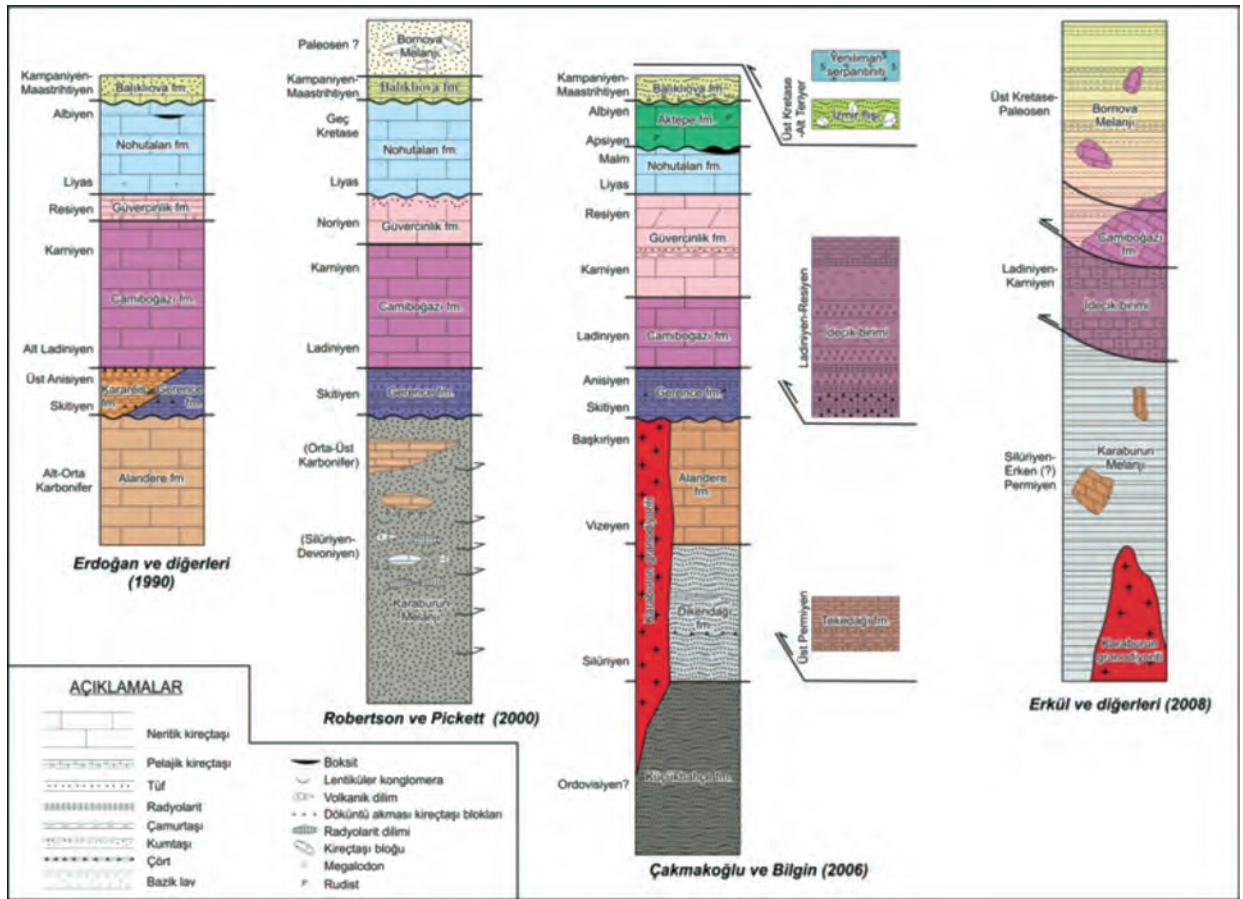 Kampaniyen-
Maastrihtiyen
Balıklıova fm.
Albiyen
Nohutalan fm.
Liyas
Resiyen
Güvercinlik fm.
Karniyen
Camiboğazı fm.
Alt Ladiniyen
Üst Anisiyen
Karareis
fm.
Gerence
fm.
Skitiyen
Alt-Orta
Karbonifer
Alandere fm.
Erdoğan ve diğerleri
(1990)
Paleosen ?
Bornova
Melanjı
Kampaniyen-
Maastrihtiyen
Balıklıova fm.
Geç
Kretase
Nohutalan fm.
Liyas
Noriyen
Güvercinlik fm.
Karniyen
Camiboğazı fm.
Ladiniyen
Skitiyen
Gerence fm.
(Orta-Üst
Karbonifer)
(Silüriyen-
Devoniyen)
Karaburun
Melanjı
Robertson ve Pickett (2000)
Kampaniyen-
Maastrihtiyen
Balıklıova fm.
Albiyen
Aktepe fm.
Apsiyen
Malm
Nohutalan fm.
Liyas
Resiyen
Güvercinlik fm.
Karniyen
Camiboğazı fm.
Ladiniyen
Anisiyen
Gerence fm.
Skitiyen
Başkıriyen
Alandere
fm.
Karaburun granodiyoriti
Vizeyen
Dikendağı
fm.
Silüriyen
Ordovisiyen?
Küçükbahçe fm.
Çakmakoğlu ve Bilgin (2006)
Üst Kretase
-Alt Tersiyer
Yeniliman
serpantiniti
İzmir flişi
Ladiniyen-Resiyen
İdecik birimi
Üst Permiyen
Tekedağı fm.
Üst Kretase-
Paleosen
Bornova
Melanjı
Camiboğazı
fm.
Ladiniyen-
Karniyen
İdecik birimi
Silüriyen-
Erken (?)
Permiyen
Karaburun
Melanjı
Karaburun
granodiyoriti
Erkül ve diğerleri (2008)
AÇIKLAMALAR
Neritik kireçtaşı
Pelajik kireçtaşı
Tüf
Radyolarit
Çamurtaşı
Kumtaşı
Çört
Bazik lav
Boksit
Lentiküler konglomera
Volkanik dilim
Döküntü akması kireçtaşı blokları
Radyolarit dilimi
Kireçtaşı bloğu
Megalodon
Rudist